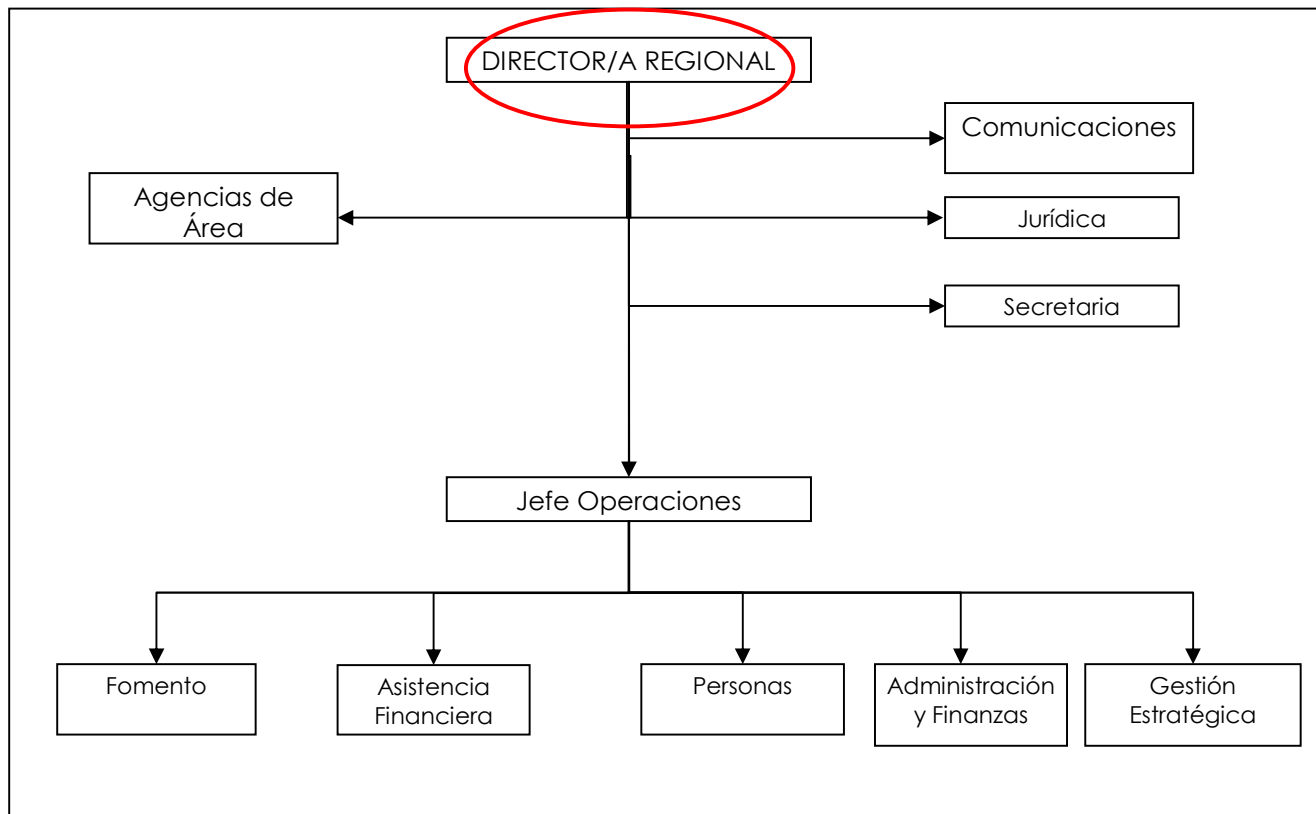 DIRECTOR/A REGIONAL
Comunicaciones
Agencias de
Área
Jurídica
Secretaria
Jefe Operaciones
Fomento
Asistencia
Financiera
Personas
Administración
y Finanzas
Gestión
Estratégica